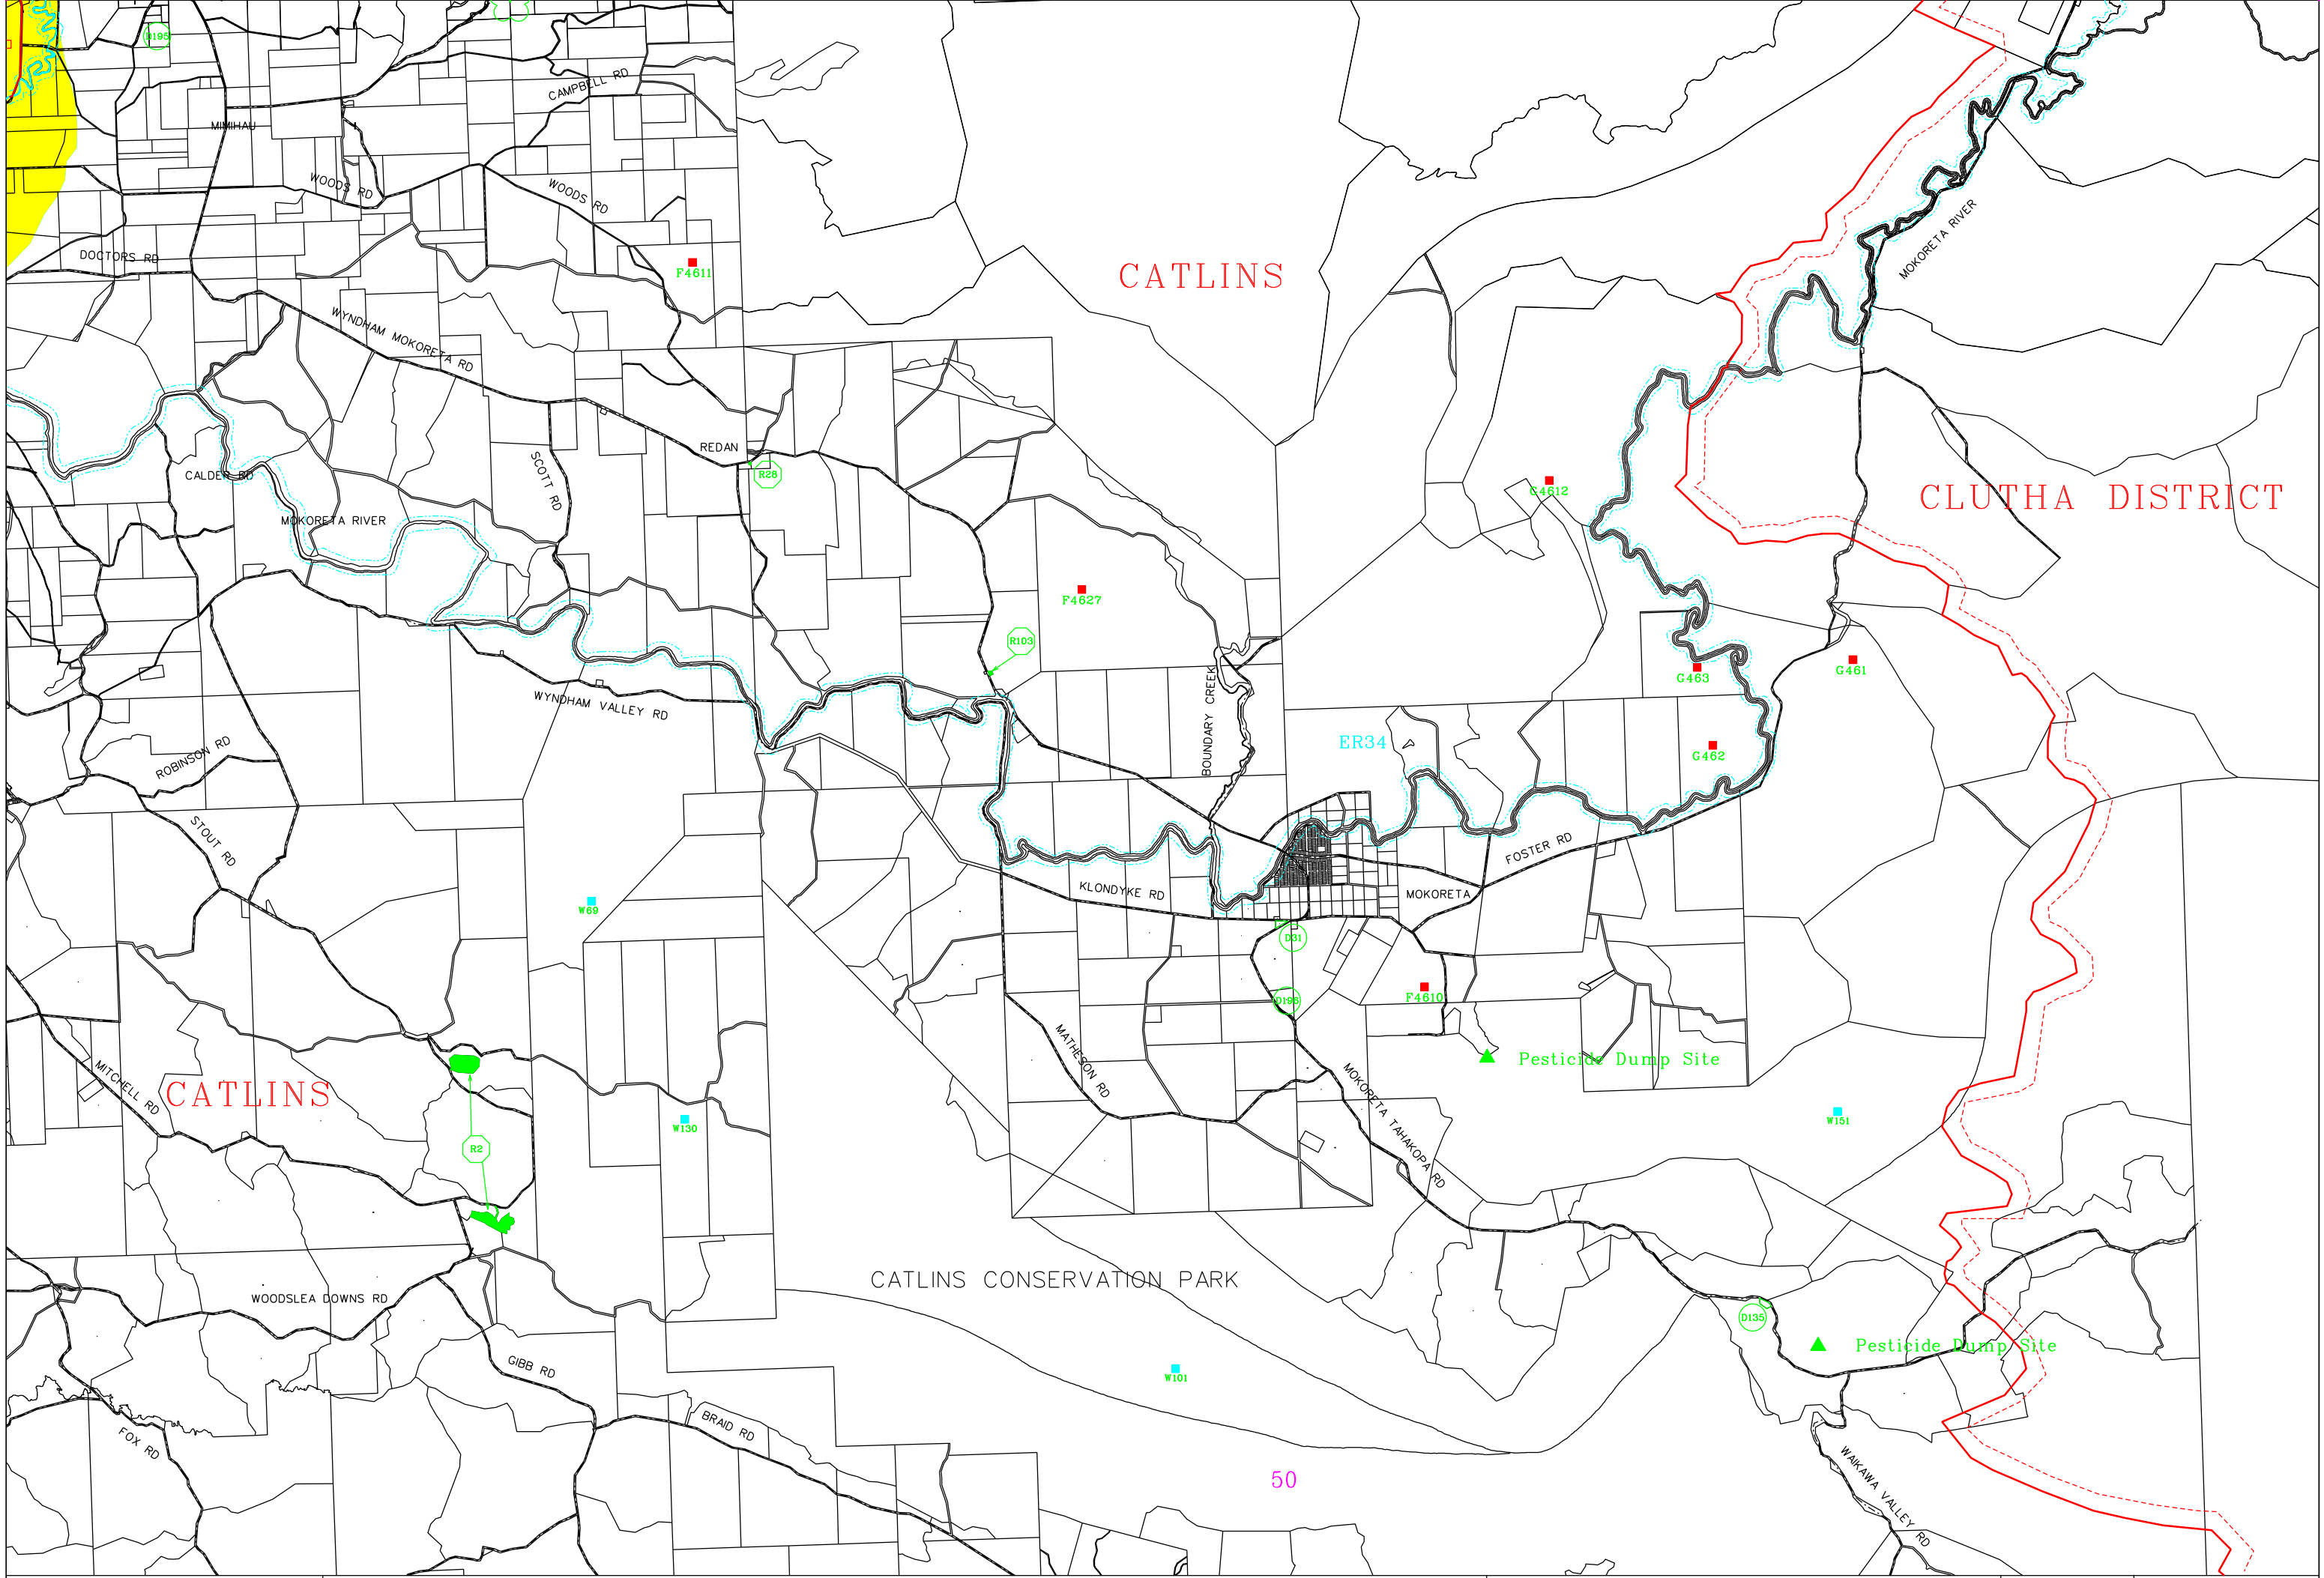 D195
CAMPBELL RD
MIMIHAU
WOODS RD
WOODS RD
DOCTORS RD
F4611
CATLINS
MOKORETA RIVER
WYNDHAM MOKORETA RD
REDAN
R28
CALDER RD
SCOTT RD
G4612
CLUTHA DISTRICT
MOKORETA RIVER
F4627
R103
G463
G461
WYNDHAM VALLEY RD
BOUNDARY CREEK
ER34
G462
ROBINSON RD
STOUT RD
FOSTER RD
KLONDYKE RD
MOKORETA
W69
D31
F4610
D196
MATHESON RD
Pesticide Dump Site
MITCHELL RD
CATLINS
W130
MOKORETA TAHAKOPA RD
W151
R2
CATLINS CONSERVATION PARK
WOODSLEA DOWNS RD
D135
Pesticide Dump Site
GIBB RD
W101
BRAID RD
FOX RD
50
WAIKAWA VALLEY RD